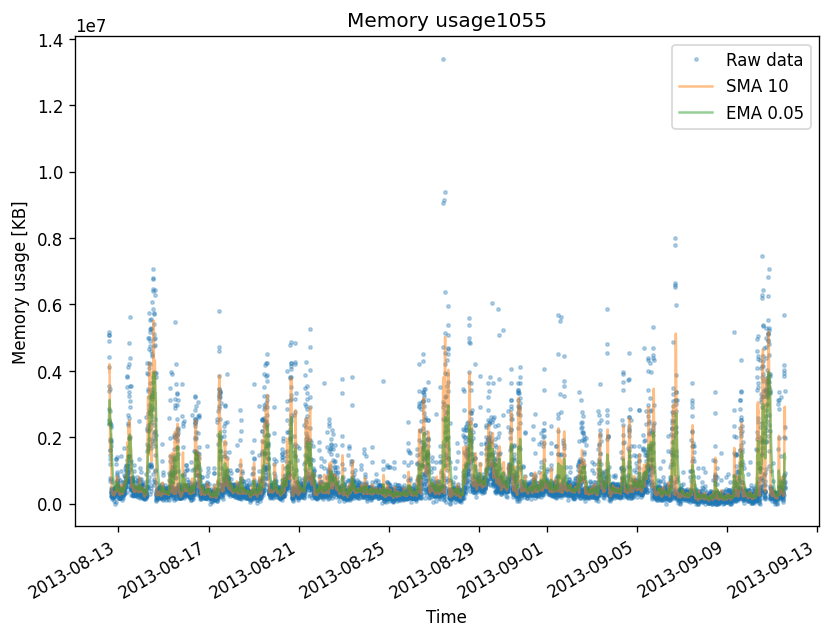 Memory usage1055
1e7
Raw data
SMA 10
EMA 0.05
1.4
1.2
1.0
0.8
0.6
0.4
0.2
0.0
Memory usage [KB]
2013-08-13
2013-08-17
2013-08-21
2013-08-25
2013-08-29
2013-09-01
2013-09-05
2013-09-09
2013-09-13
Time